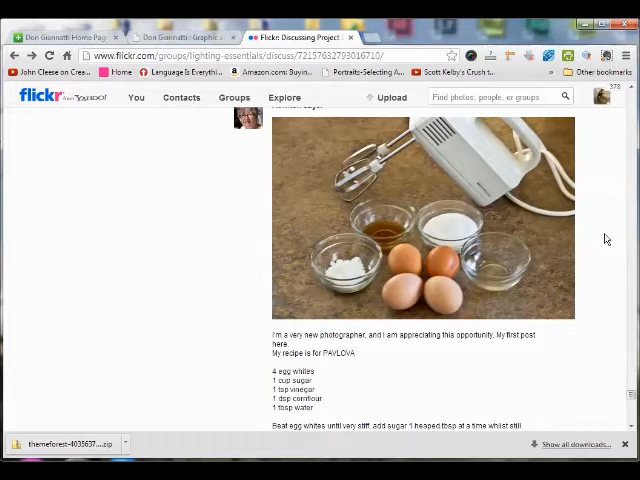 Don Giannatti Home Page
Don Giannatti : Graphic a
Flickr: Discussing Project
www.flickr.com/groups/lighting-essentials/discuss/72157632793016710/
John Cleese on Crea...
Home
Language Is Everythi...
Amazon.com: Buyin...
Portraits-Selecting A...
Scott Kelby's Crush t...
»
Other bookmarks
flickr from YAHOO!
You
Contacts
Groups
Explore
Upload
Find photos, people, or groups
378
I'm a very new photographer, and I am appreciating this opportunity. My first post
here.
My recipe is for PAVLOVA
4 egg whites
1 cup sugar
1 tsp vinegar
1 dsp cornflour
1 tbsp water
Beat egg whites until very stiff, add sugar 1 heaped tbsp at a time whilst still
themeforest-4035637....zip
Show all downloads...